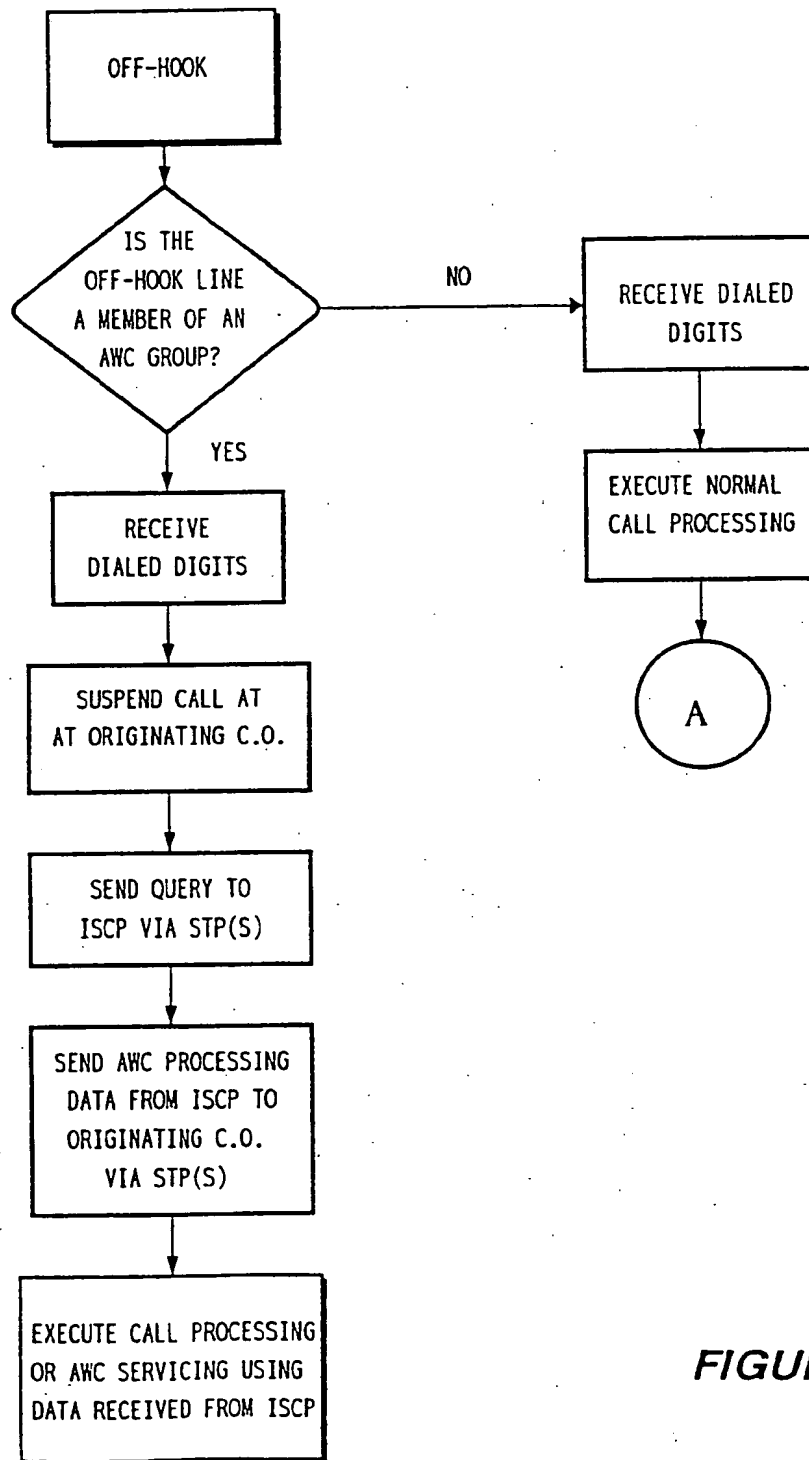 OFF-HOOK
IS THE
OFF-HOOK LINE
A MEMBER OF AN
AWC GROUP?
NO
RECEIVE DIALED
DIGITS
YES
EXECUTE NORMAL
CALL PROCESSING
RECEIVE
DIALED DIGITS
A
SUSPEND CALL AT
AT ORIGINATING C.O.
SEND QUERY TO
ISCP VIA STP(S)
SEND AWC PROCESSING
DATA FROM ISCP TO
ORIGINATING C.O.
VIA STP(S)
EXECUTE CALL PROCESSING
OR AWC SERVICING USING
DATA RECEIVED FROM ISCP